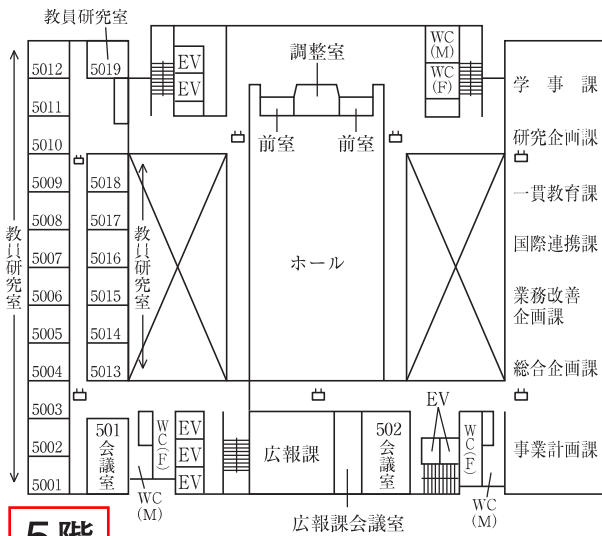 教員研究室
5012
5019
EV
EV
調整室
WC
(M)
WC
(F)
学事課
5011
前室
前室
研究企画課
5010
5009
5018
一貫教育課
5008
5017
国際連携課
教員研究室
5007
5016
教員研究室
ホール
5006
5015
業務改善
企画課
5005
5014
5004
5013
総合企画課
5003
EV
501
会議室
WC(F)
EV
EV
EV
広報課
502
会議室
WC(F)
事業計画課
5002
5001
WC
(M)
WC
(M)
広報課会議室
5階